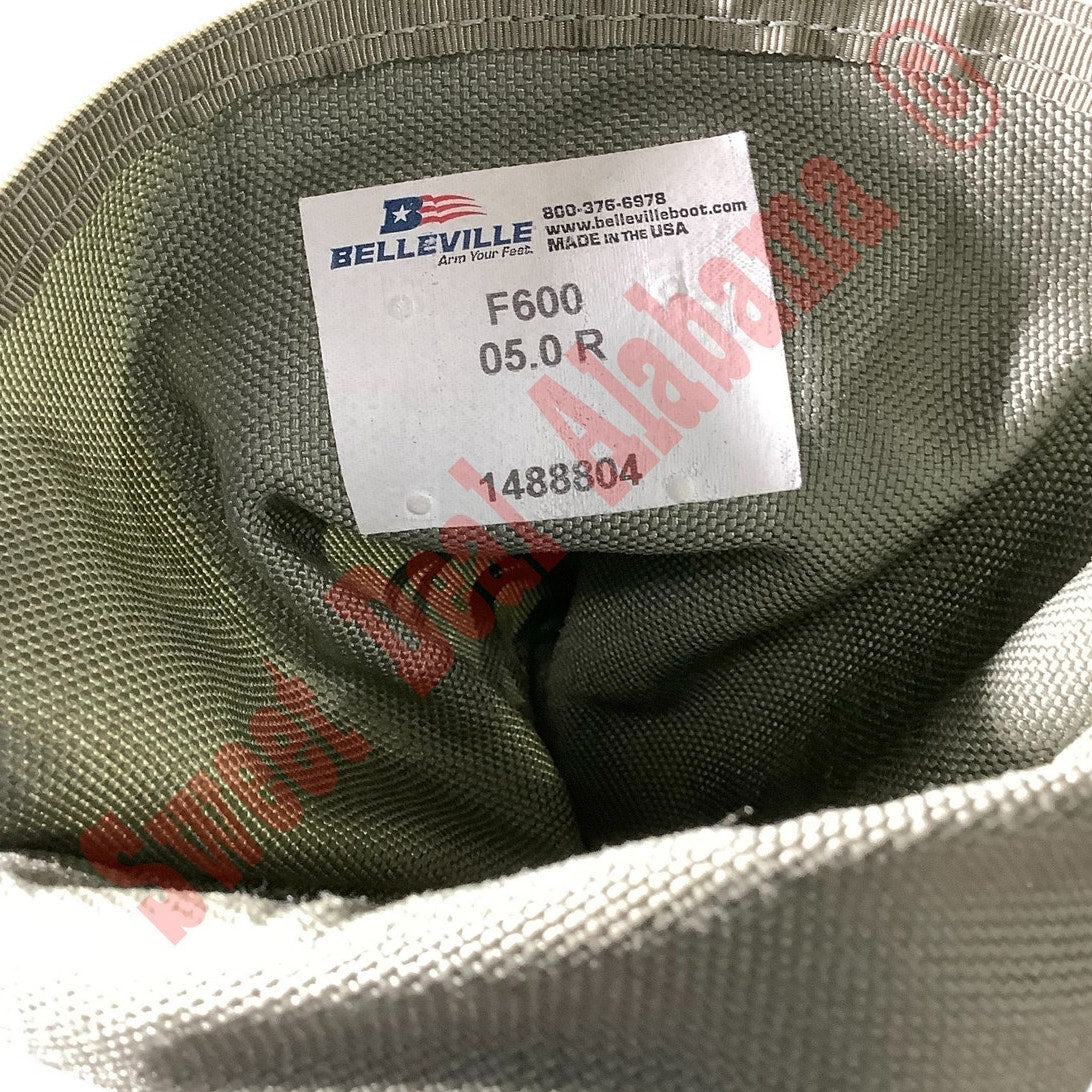 BELLEVILLE
Arm Your Feet.
800-376-6978
www.bellevilleboot.com
MADE IN THE USA
F600
05.0 R
1488804
Sweet Deal Alabama ©